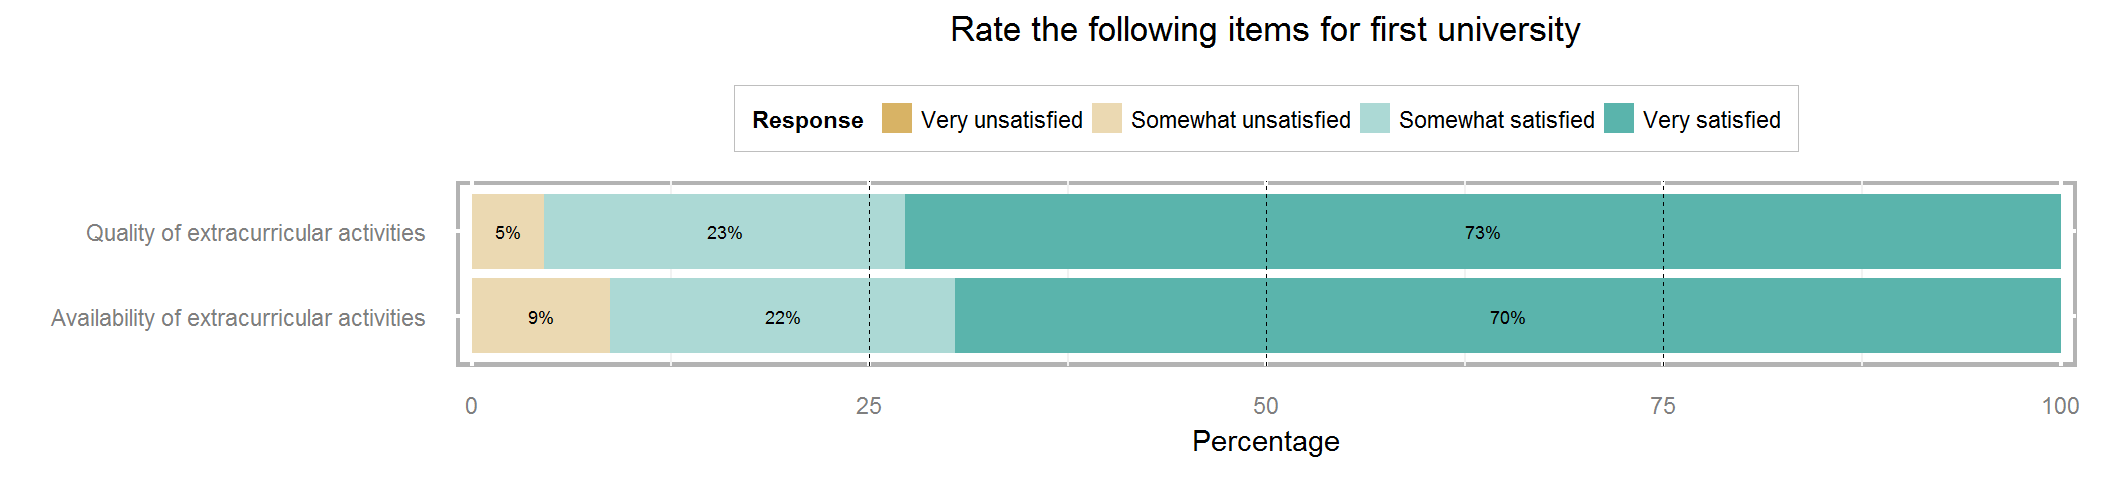 Rate the following items for first university
Response Very unsatisfied Somewhat unsatisfied Somewhat satisfied Very satisfied
Quality of extracurricular activities 5% 23% 73%
Availability of extracurricular activities 9% 22% 70%
0 25 50 75 100
Percentage